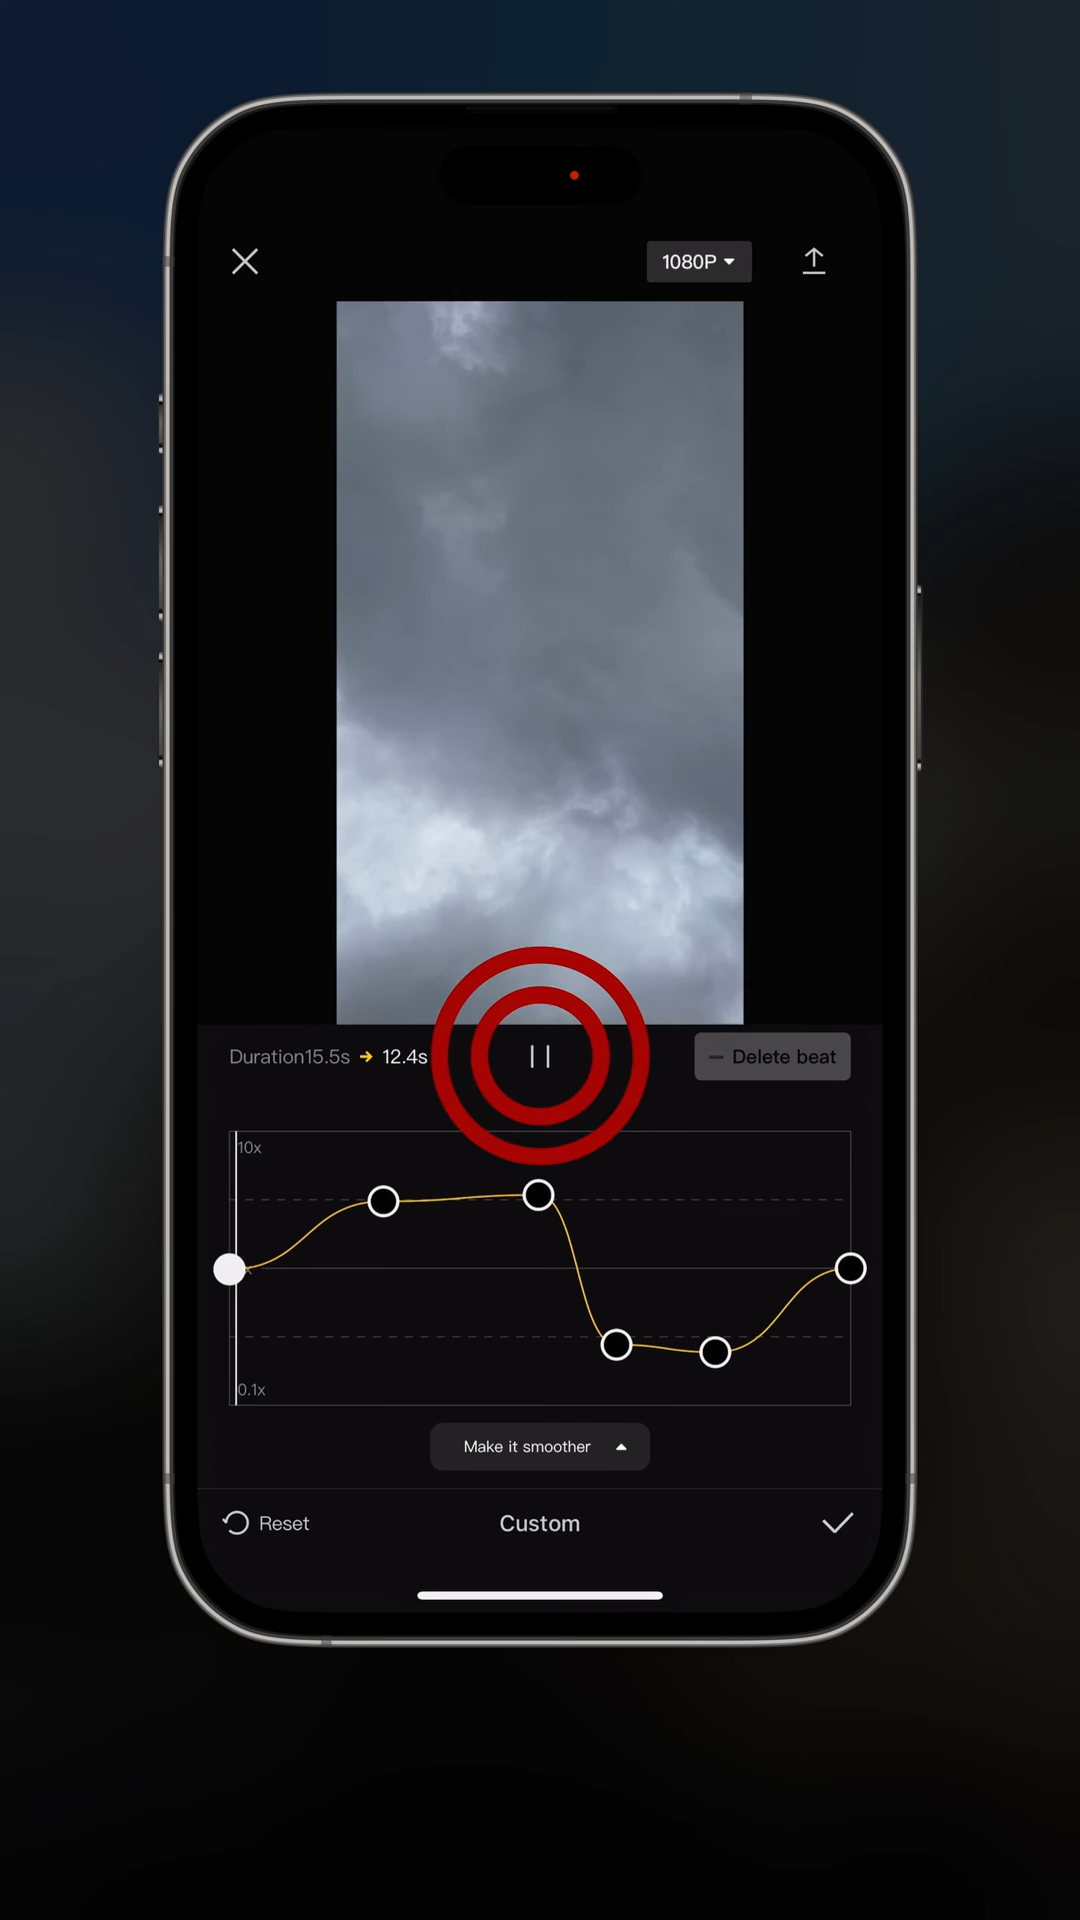 1080P
Duration15.5s → 12.4s
Delete beat
10x
0.1x
Make it smoother
Reset
Custom